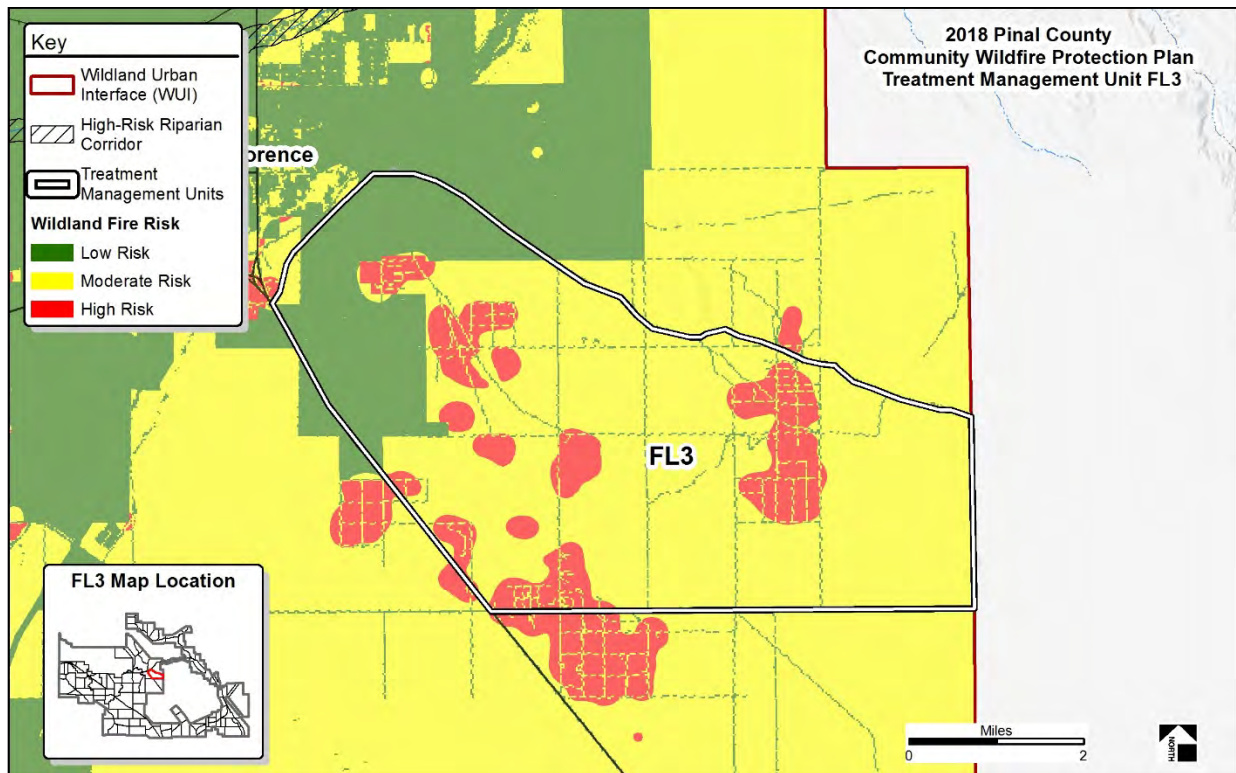 2018 Pinal County
Community Wildfire Protection Plan
Treatment Management Unit FL3
Key
Wildland Urban
Interface (WUI)
High-Risk Riparian
Corridor
Treatment
Management Units
Wildland Fire Risk
Low Risk
Moderate Risk
High Risk
orence
FL3
FL3 Map Location
Miles
0 2
NORTH